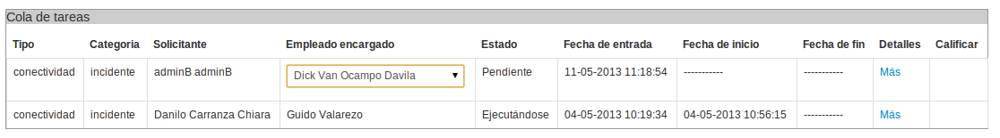 Cola de tareas
Tipo Categoria Solicitante Empleado encargado Estado Fecha de entrada Fecha de inicio Fecha de fin Detalles Calificar
conectividad incidente adminB adminB Dick Van Ocampo Davila Pendiente 11-05-2013 11:18:54 ----------- ----------- Más
conectividad incidente Danilo Carranza Chiara Guido Valarezo Ejecutándose 04-05-2013 10:19:34 04-05-2013 10:56:15 ----------- Más